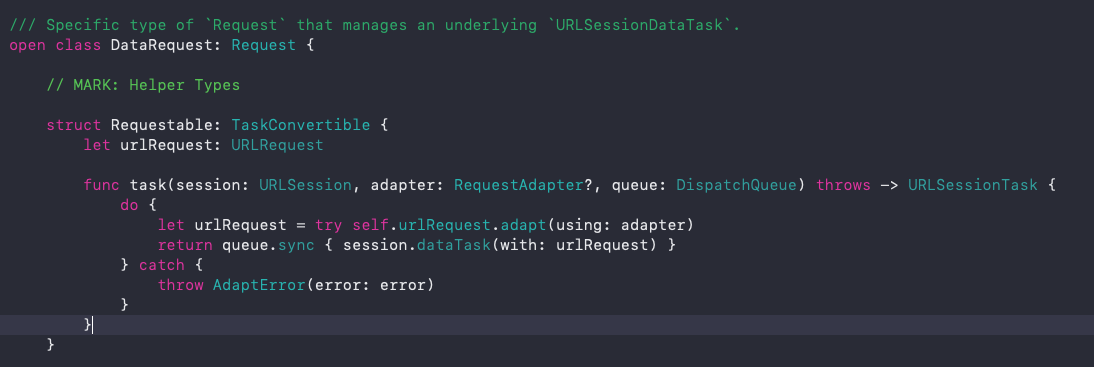 /// Specific type of `Request` that manages an underlying `URLSessionDataTask`.
open class DataRequest: Request {
// MARK: Helper Types
struct Requestable: TaskConvertible {
let urlRequest: URLRequest
func task(session: URLSession, adapter: RequestAdapter?, queue: DispatchQueue) throws -> URLSessionTask {
do {
let urlRequest = try self.urlRequest.adapt(using: adapter)
return queue.sync { session.dataTask(with: urlRequest) }
} catch {
throw AdaptError(error: error)
}
}
}